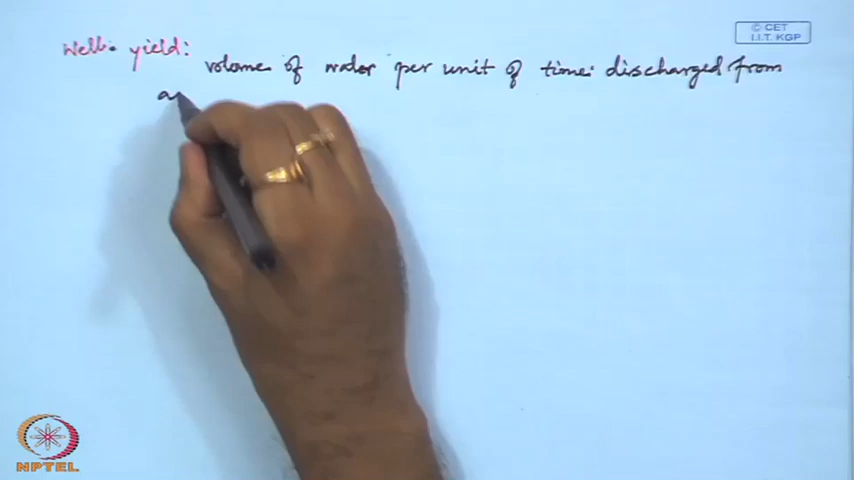 © CET
I.I.T. KGP
Well yield:
volume of water per unit of time discharged from
a
NPTEL